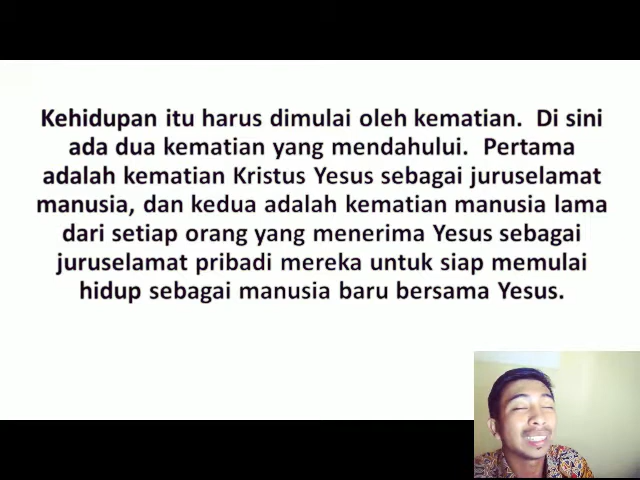 Kehidupan itu harus dimulai oleh kematian.  Di sini
ada dua kematian yang mendahului.  Pertama
adalah kematian Kristus Yesus sebagai juruselamat
manusia, dan kedua adalah kematian manusia lama
dari setiap orang yang menerima Yesus sebagai
juruselamat pribadi mereka untuk siap memulai
hidup sebagai manusia baru bersama Yesus.